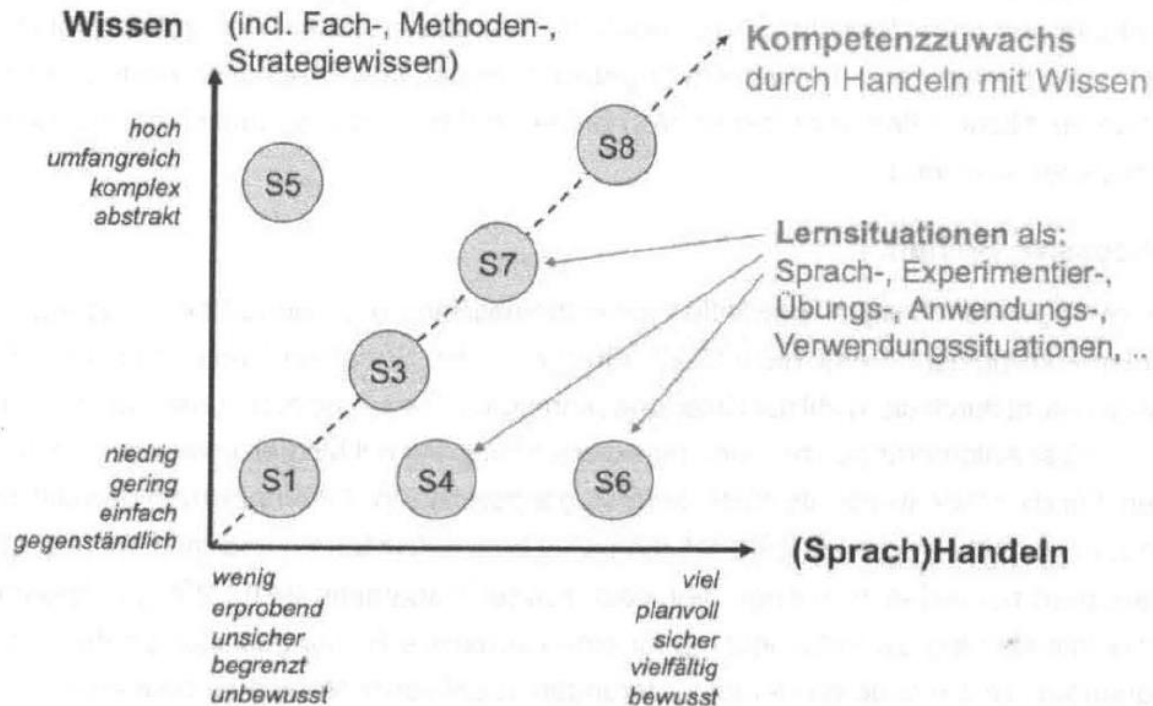 Wissen
(incl. Fach-, Methoden-,
Strategiewissen)
Kompetenzzuwachs
durch Handeln mit Wissen
hoch
umfangreich
komplex
abstrakt
S8
S5
S7
Lernsituationen als:
Sprach-, Experimentier-,
Übungs-, Anwendungs-,
Verwendungssituationen, ..
S3
niedrig
gering
einfach
gegenständlich
S1
S4
S6
(Sprach)Handeln
wenig
erprobend
unsicher
begrenzt
unbewusst
viel
planvoll
sicher
vielfältig
bewusst